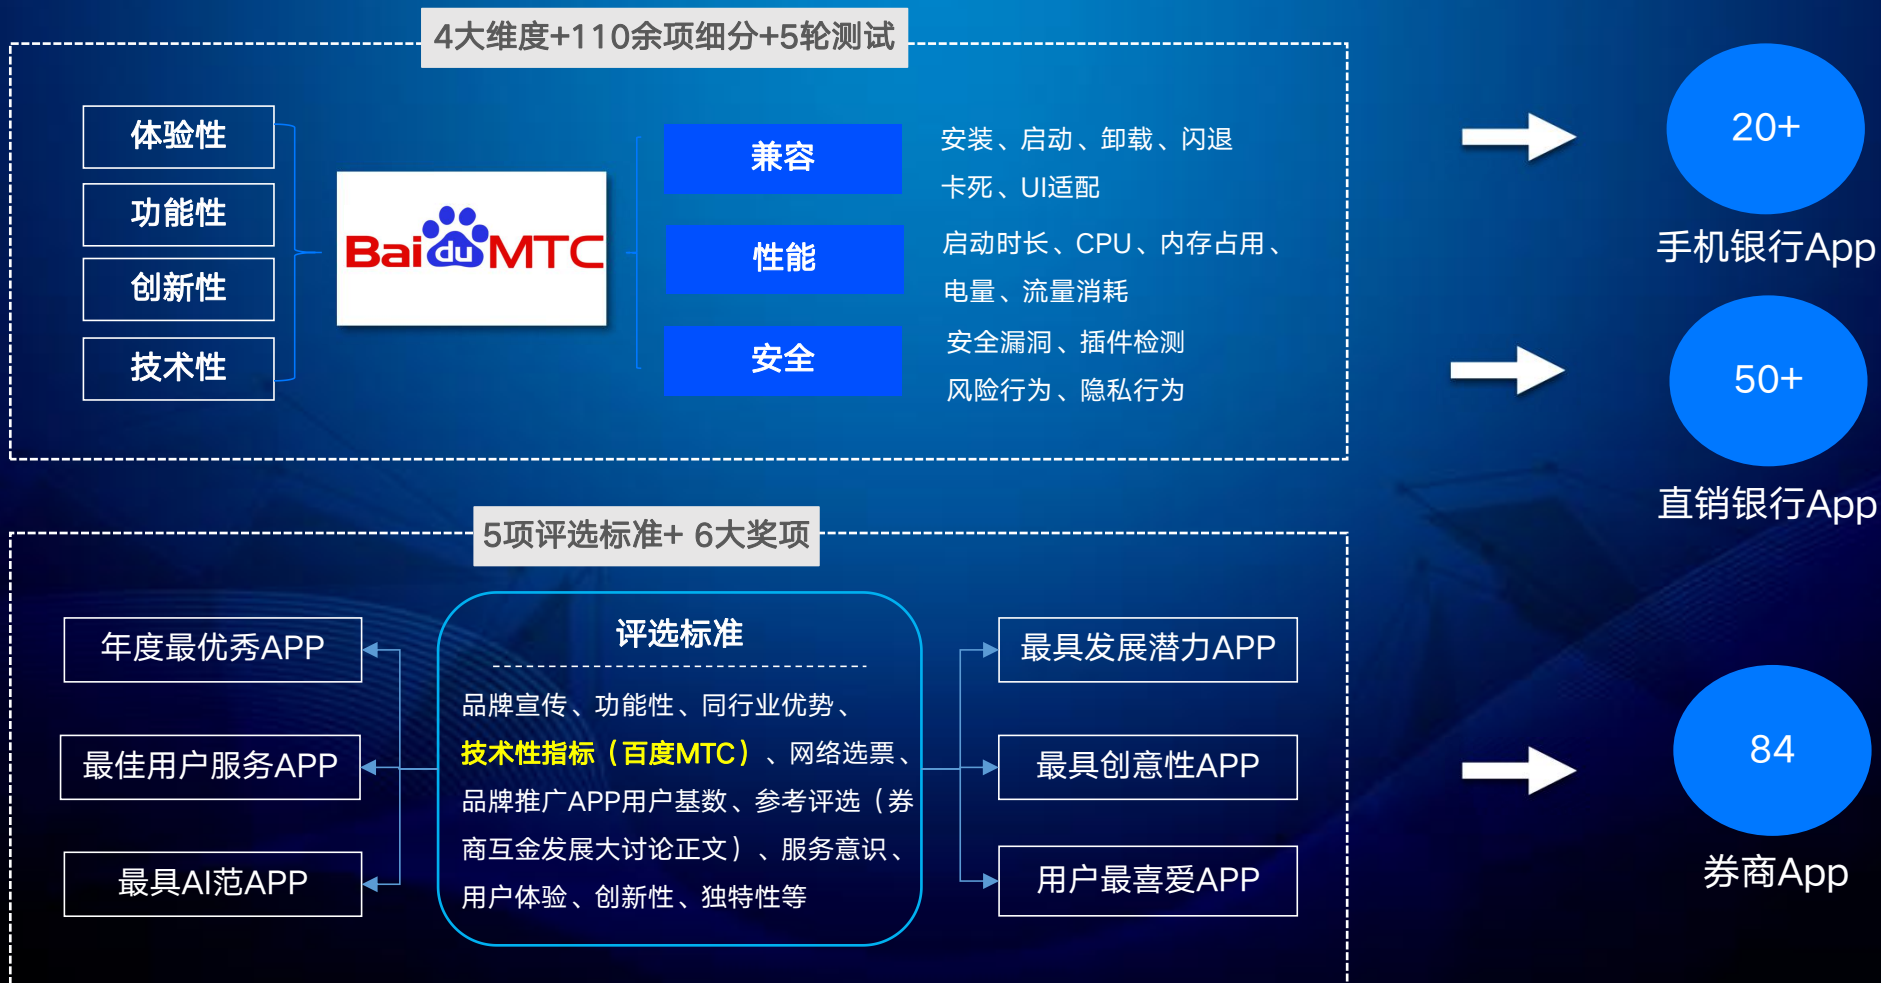 4大维度+110余项细分+5轮测试
体验性
功能性
创新性
技术性
Bai du MTC
兼容
安装、启动、卸载、闪退
卡死、UI适配
性能
启动时长、CPU、内存占用、
电量、流量消耗
安全
安全漏洞、插件检测
风险行为、隐私行为
20+
手机银行App
50+
直销银行App
5项评选标准+ 6大奖项
年度最优秀APP
最佳用户服务APP
最具AI范APP
评选标准
品牌宣传、功能性、同行业优势、
技术性指标（百度MTC）、网络选票、
品牌推广APP用户基数、参考评选（券
商互金发展大讨论正文）、服务意识、
用户体验、创新性、独特性等
最具发展潜力APP
最具创意性APP
用户最喜爱APP
84
券商App